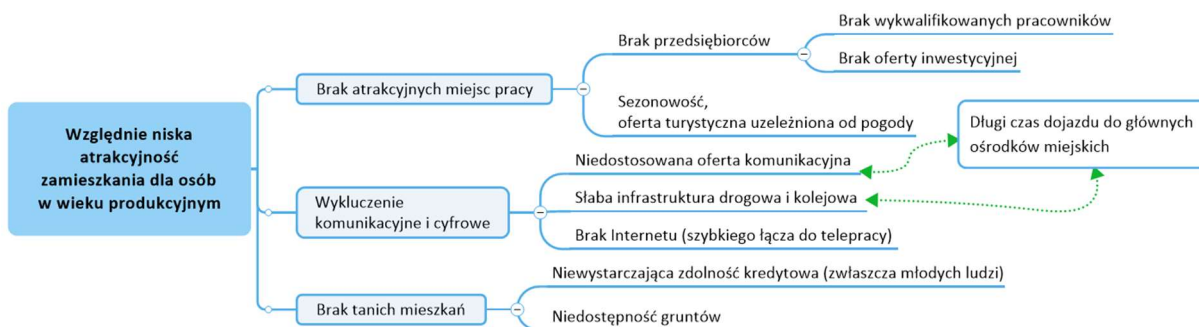 Względnie niska
atrakcyjność
zamieszkania dla osób
w wieku produkcyjnym
Brak atrakcyjnych miejsc pracy
Brak przedsiębiorców
Brak wykwalifikowanych pracowników
Brak oferty inwestycyjnej
Sezonowość,
oferta turystyczna uzeleżniona od pogody
Wykluczenie
komunikacyjne i cyfrowe
Niedostosowana oferta komunikacyjna
Słaba infrastruktura drogowa i kolejowa
Brak Internetu (szybkiego łącza do telepracy)
Długi czas dojazdu do głównych
ośrodków miejskich
Brak tanich mieszkań
Niewystarczająca zdolność kredytowa (zwłaszcza młodych ludzi)
Niedostępność gruntów